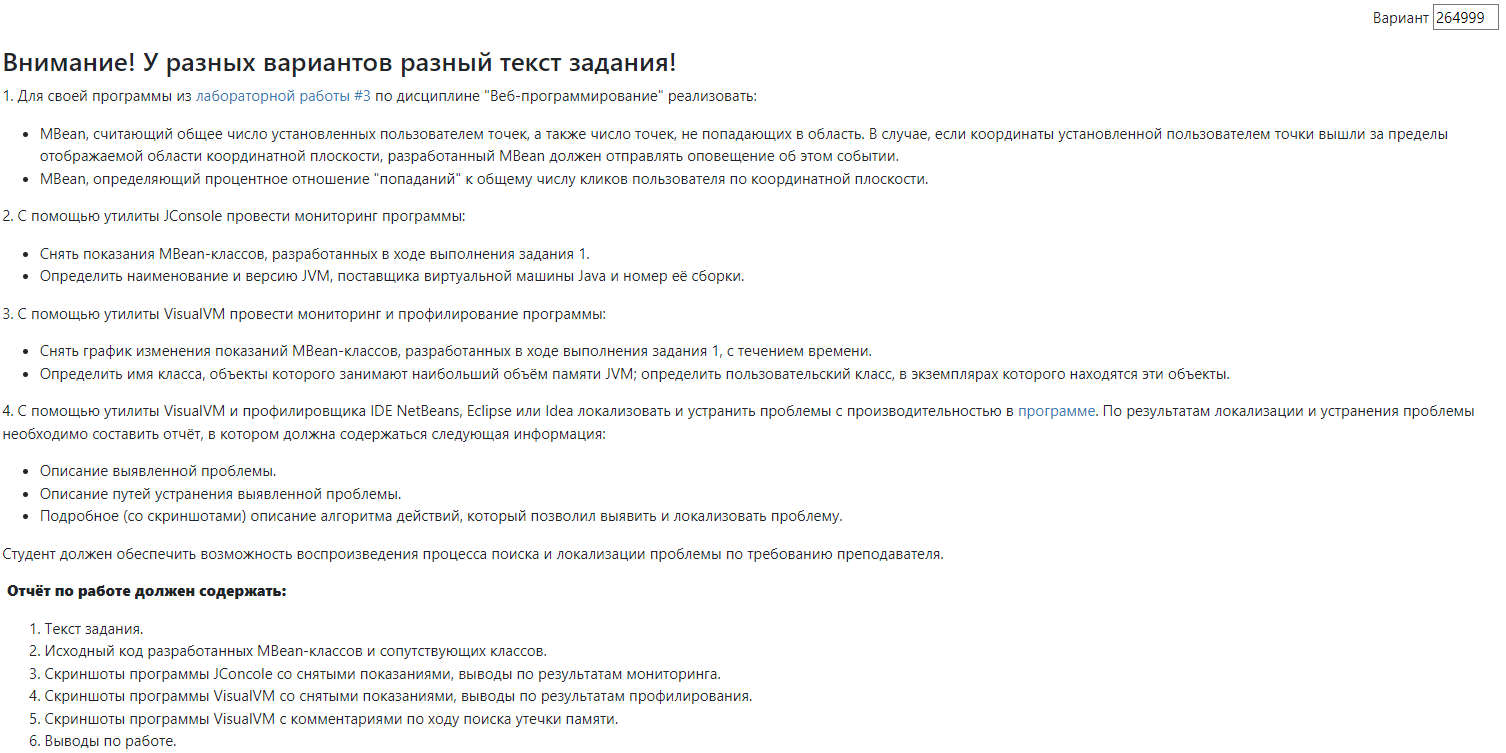 Вариант 264999
Внимание! У разных вариантов разный текст задания!
1. Для своей программы из лабораторной работы #3 по дисциплине "Веб-программирование" реализовать:
• MBean, считающий общее число установленных пользователем точек, а также число точек, не попадающих в область. В случае, если координаты установленной пользователем точки вышли за пределы
отображаемой области координатной плоскости, разработанный MBean должен отправлять оповещение об этом событии.
• MBean, определяющий процентное отношение "попаданий" к общему числу кликов пользователя по координатной плоскости.
2. С помощью утилиты JConsole провести мониторинг программы:
• Снять показания MBean-классов, разработанных в ходе выполнения задания 1.
• Определить наименование и версию JVM, поставщика виртуальной машины Java и номер её сборки.
3. С помощью утилиты VisualVM провести мониторинг и профилирование программы:
• Снять график изменения показаний MBean-классов, разработанных в ходе выполнения задания 1, с течением времени.
• Определить имя класса, объекты которого занимают наибольший объём памяти JVM; определить пользовательский класс, в экземплярах которого находятся эти объекты.
4. С помощью утилиты VisualVM и профилировщика IDE NetBeans, Eclipse или Idea локализовать и устранить проблемы с производительностью в программе. По результатам локализации и устранения проблемы
необходимо составить отчёт, в котором должна содержаться следующая информация:
• Описание выявленной проблемы.
• Описание путей устранения выявленной проблемы.
• Подробное (со скриншотами) описание алгоритма действий, который позволил выявить и локализовать проблему.
Студент должен обеспечить возможность воспроизведения процесса поиска и локализации проблемы по требованию преподавателя.
Отчёт по работе должен содержать:
1. Текст задания.
2. Исходный код разработанных MBean-классов и сопутствующих классов.
3. Скриншоты программы JConcole со снятыми показаниями, выводы по результатам мониторинга.
4. Скриншоты программы VisualVM со снятыми показаниями, выводы по результатам профилирования.
5. Скриншоты программы VisualVM с комментариями по ходу поиска утечки памяти.
6. Выводы по работе.